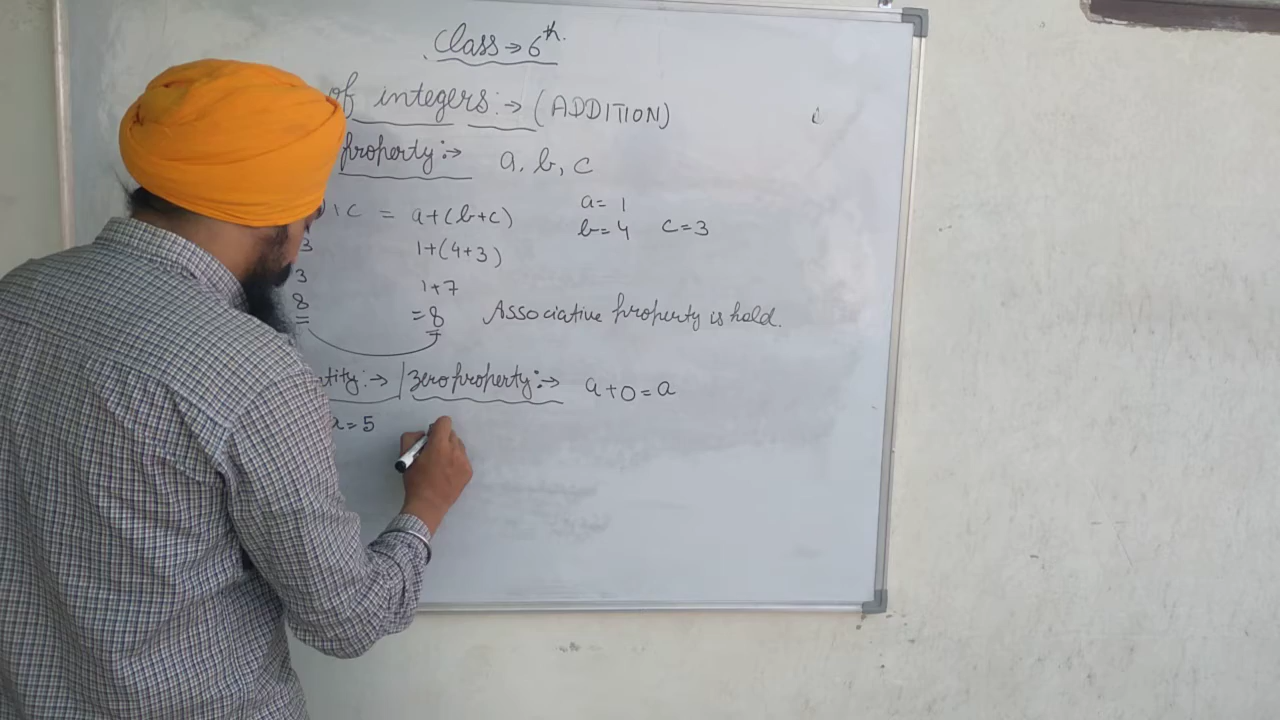 Class → 6th.
of integers :→ (ADDITION)
property :→ a, b, c
c = a+(b+c)
a = 1
b = 4 c = 3
3 1+(4+3)
3 1+7
8 = 8 Associative property is hold.
tity :→ | Zero property :→ a+0 = a
a = 5